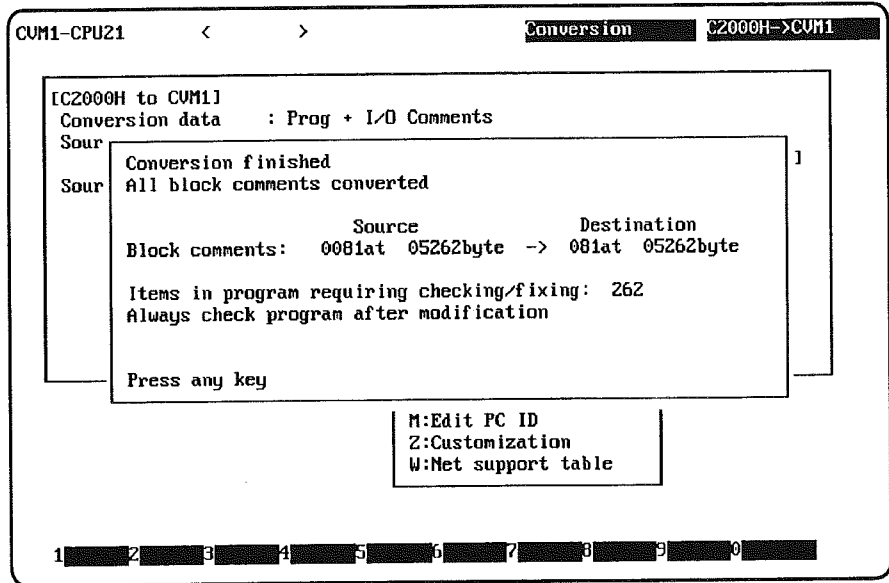 CVM1-CPU21 < > Conversion C2000H->CVM1
[C2000H to CVM1]
Conversion data : Prog + I/O Comments
Sour
]
Sour
Conversion finished
All block comments converted
Source Destination
Block comments: 0081at 05262byte -> 081at 05262byte
Items in program requiring checking/fixing: 262
Always check program after modification
Press any key
M:Edit PC ID
Z:Customization
W:Net support table
1 2 3 4 5 6 7 8 9 0